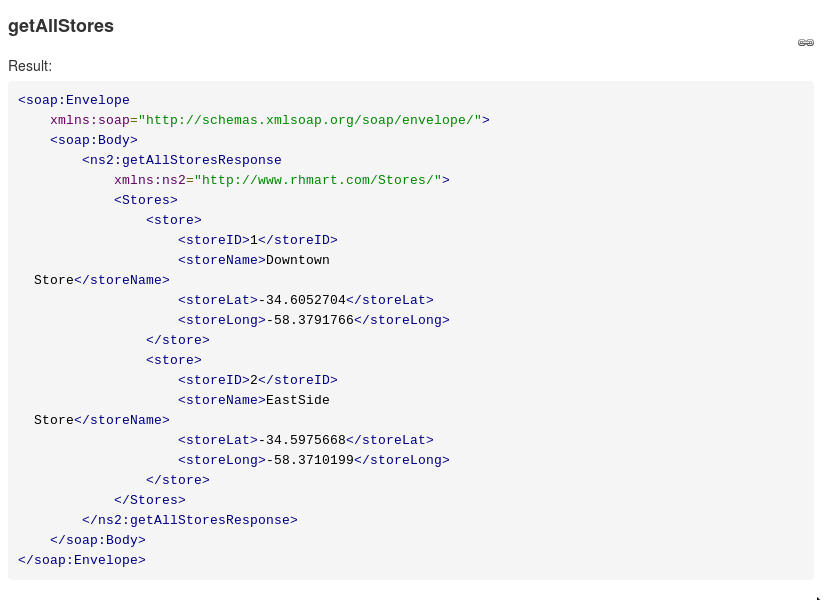 getAllStores
Result:
<soap:Envelope
    xmlns:soap="http://schemas.xmlsoap.org/soap/envelope/">
    <soap:Body>
        <ns2:getAllStoresResponse
            xmlns:ns2="http://www.rhmart.com/Stores/">
            <Stores>
                <store>
                    <storeID>1</storeID>
                    <storeName>Downtown
  Store</storeName>
                    <storeLat>-34.6052704</storeLat>
                    <storeLong>-58.3791766</storeLong>
                </store>
                <store>
                    <storeID>2</storeID>
                    <storeName>EastSide
  Store</storeName>
                    <storeLat>-34.5975668</storeLat>
                    <storeLong>-58.3710199</storeLong>
                </store>
            </Stores>
        </ns2:getAllStoresResponse>
    </soap:Body>
</soap:Envelope>